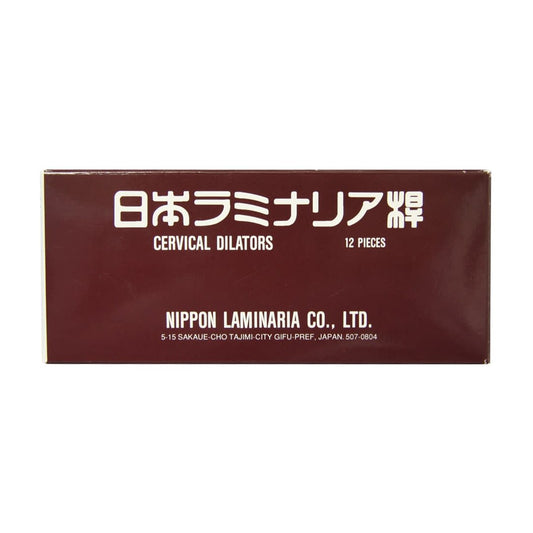 日本ラミナリア桿
CERVICAL DILATORS 12 PIECES
NIPPON LAMINARIA CO., LTD.
5-15 SAKAUE-CHO TAJIMI-CITY GIFU-PREF, JAPAN. 507-0804